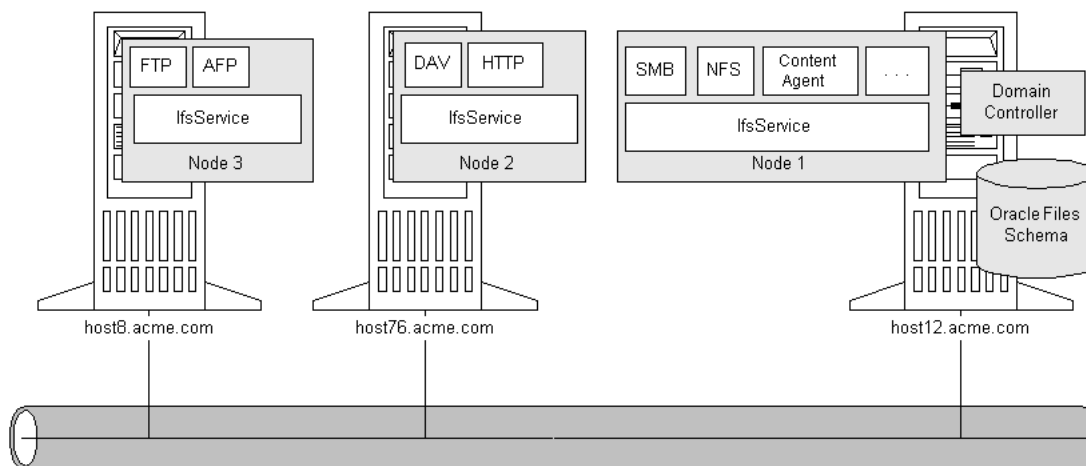 FTP
AFP
IfsService
Node 3
DAV
HTTP
IfsService
Node 2
SMB
NFS
Content
Agent
. . .
IfsService
Node 1
Domain
Controller
Oracle Files
Schema
host8.acme.com
host76.acme.com
host12.acme.com